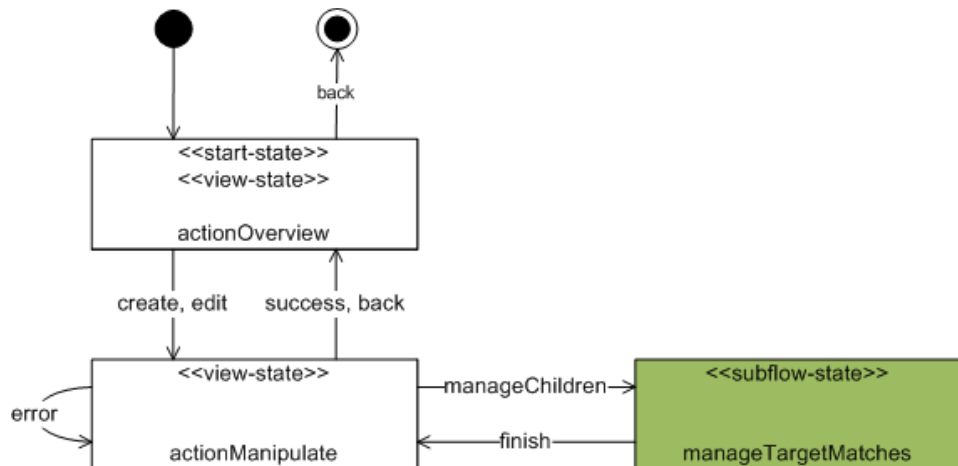 back
<<start-state>>
<<view-state>>
actionOverview
create, edit
success, back
<<view-state>>
error
actionManipulate
manageChildren
finish
<<subflow-state>>
manageTargetMatches